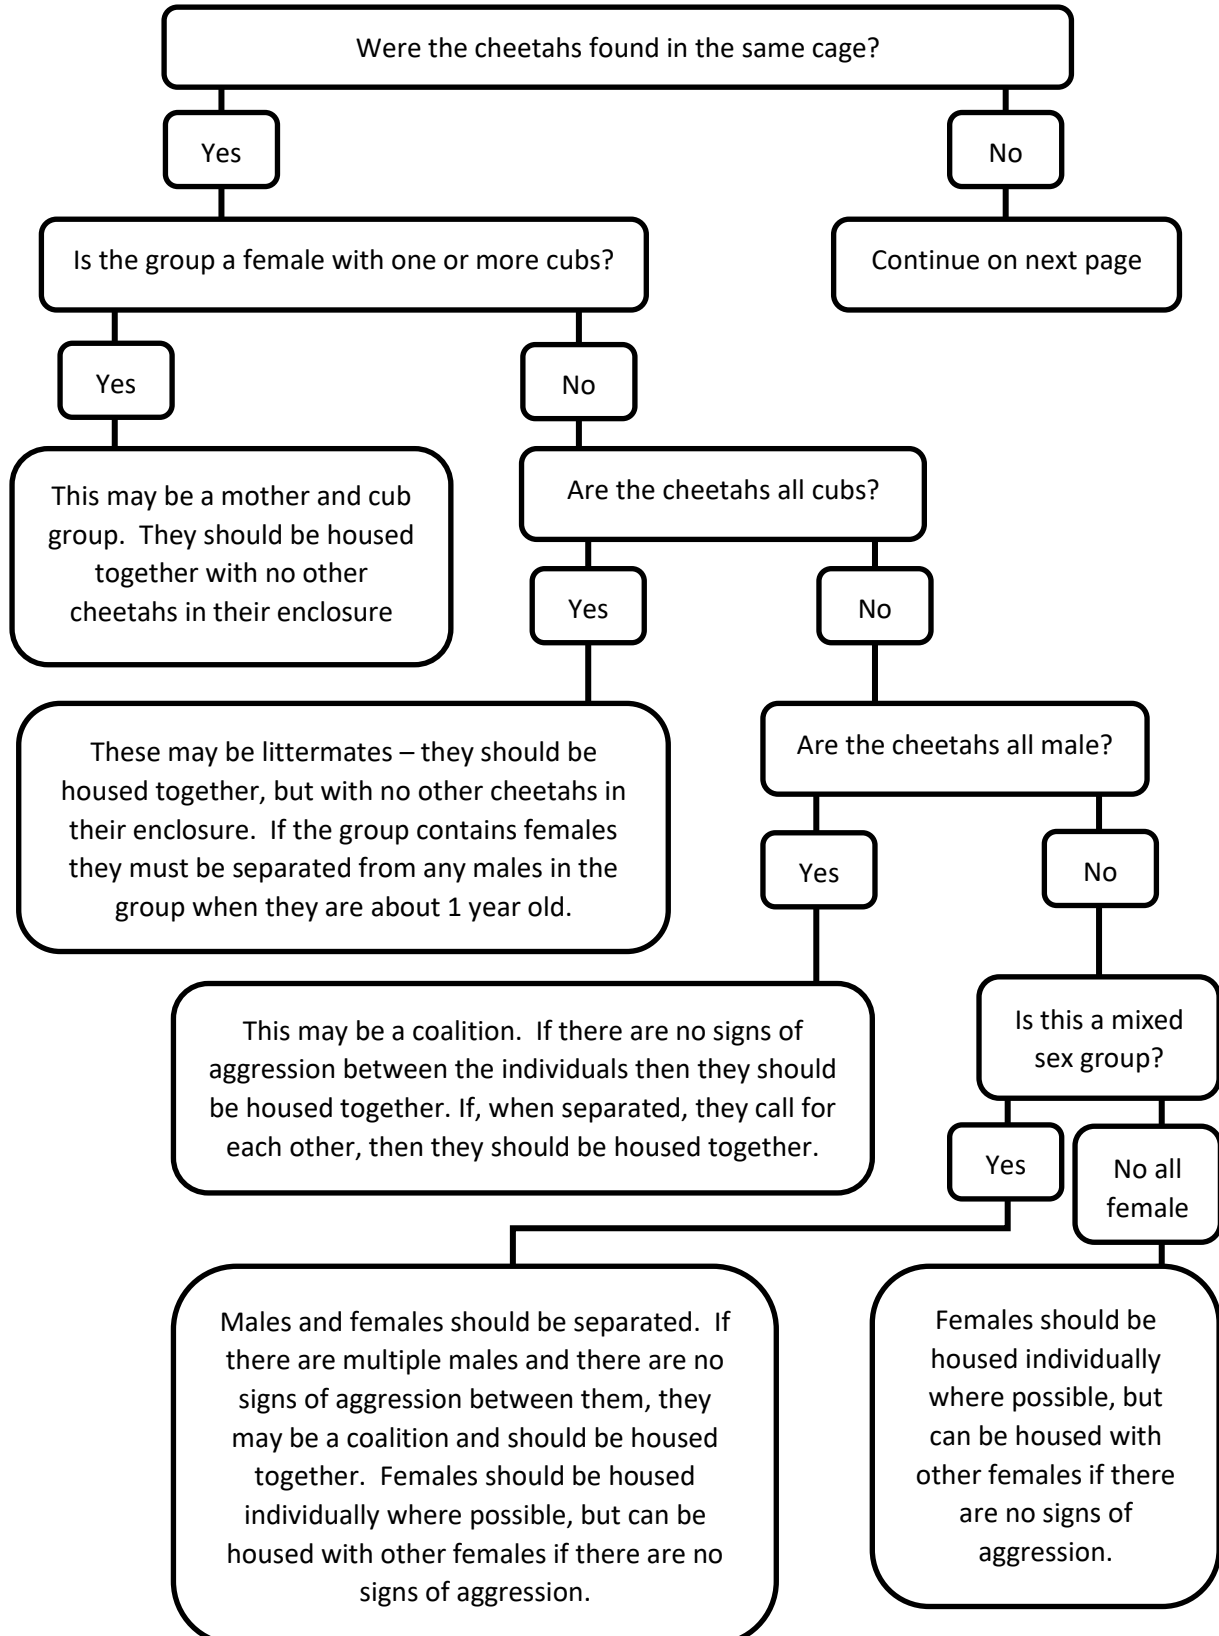 Were the cheetahs found in the same cage?
Yes
No
Is the group a female with one or more cubs?
Continue on next page
Yes
No
This may be a mother and cub
group.  They should be housed
together with no other
cheetahs in their enclosure
Are the cheetahs all cubs?
Yes
No
These may be littermates – they should be
housed together, but with no other cheetahs in
their enclosure.  If the group contains females
they must be separated from any males in the
group when they are about 1 year old.
Are the cheetahs all male?
Yes
No
This may be a coalition.  If there are no signs of
aggression between the individuals then they should
be housed together. If, when separated, they call for
each other, then they should be housed together.
Is this a mixed
sex group?
Yes
No all
female
Males and females should be separated.  If
there are multiple males and there are no
signs of aggression between them, they
may be a coalition and should be housed
together.  Females should be housed
individually where possible, but can be
housed with other females if there are no
signs of aggression.
Females should be
housed individually
where possible, but
can be housed with
other females if there
are no signs of
aggression.